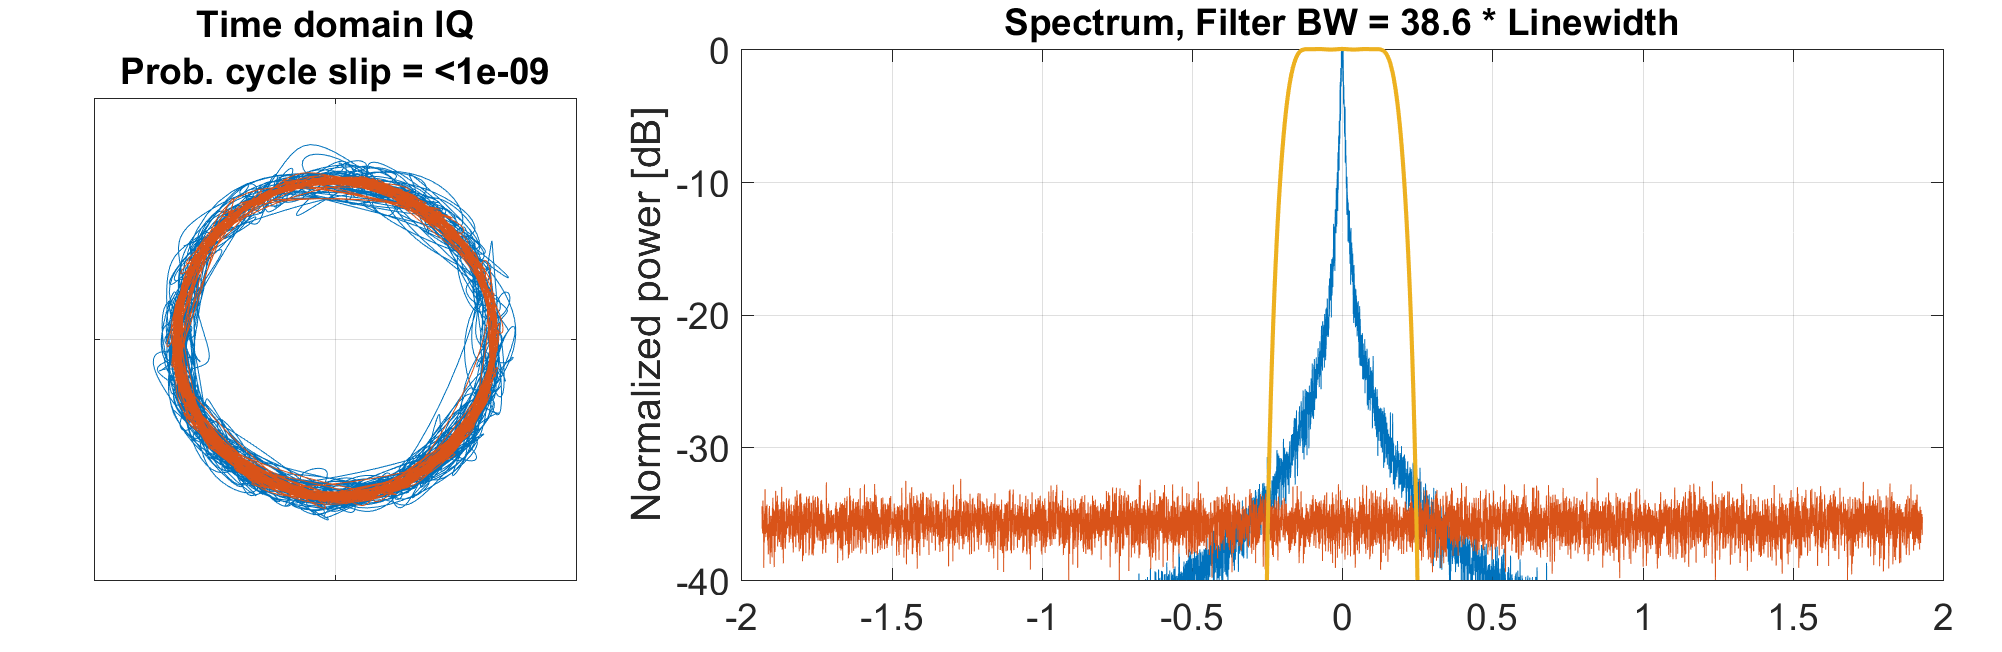 Time domain IQ
Prob. cycle slip = <1e-09
Spectrum, Filter BW = 38.6 * Linewidth
Normalized power [dB]
0
-10
-20
-30
-40
-2 -1.5 -1 -0.5 0 0.5 1 1.5 2